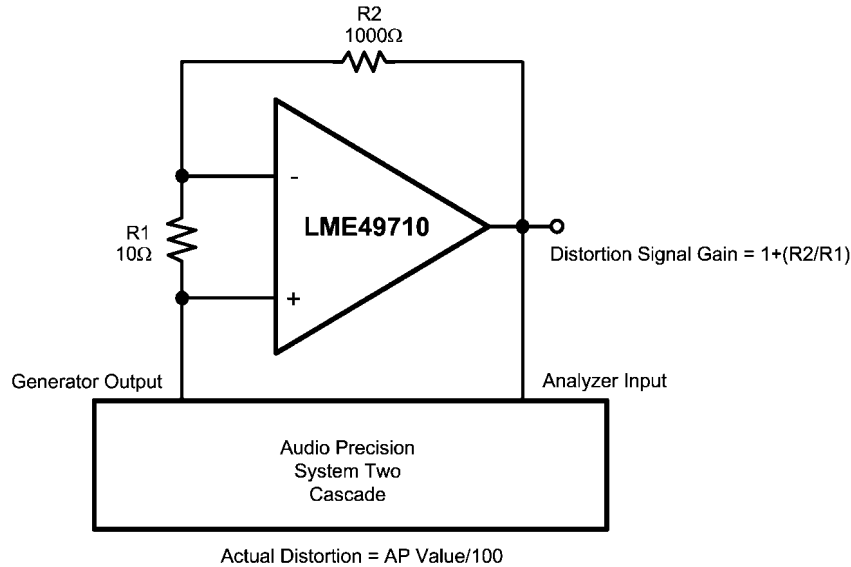 R2
1000Ω
-
R1
10Ω
LME49710
+
Distortion Signal Gain = 1+(R2/R1)
Generator Output
Analyzer Input
Audio Precision
System Two
Cascade
Actual Distortion = AP Value/100